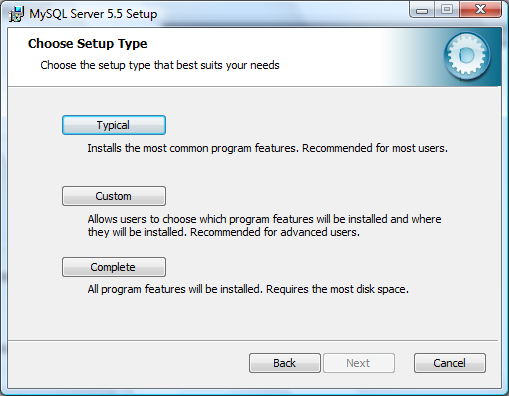 MySQL Server 5.5 Setup
Choose Setup Type
Choose the setup type that best suits your needs
Typical
Installs the most common program features. Recommended for most users.
Custom
Allows users to choose which program features will be installed and where
they will be installed. Recommended for advanced users.
Complete
All program features will be installed. Requires the most disk space.
Back Next Cancel